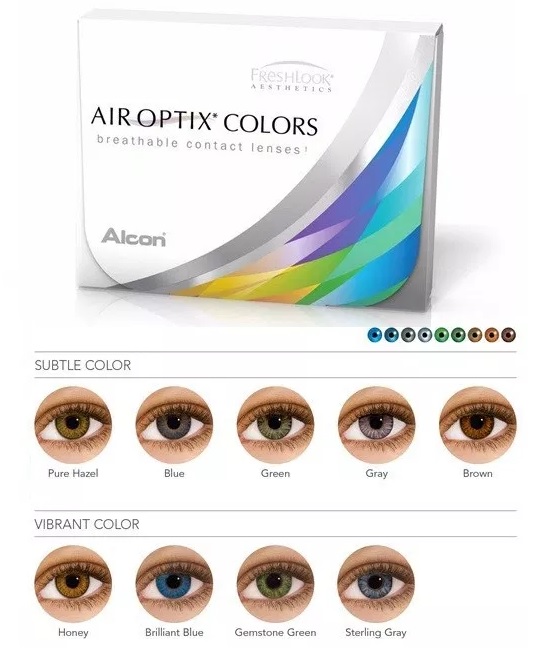 FRESHLOOK*
AESTHETICS
AIR OPTIX* COLORS
breathable contact lenses†
Alcon®
SUBTLE COLOR
Pure Hazel
Blue
Green
Gray
Brown
VIBRANT COLOR
Honey
Brilliant Blue
Gemstone Green
Sterling Gray